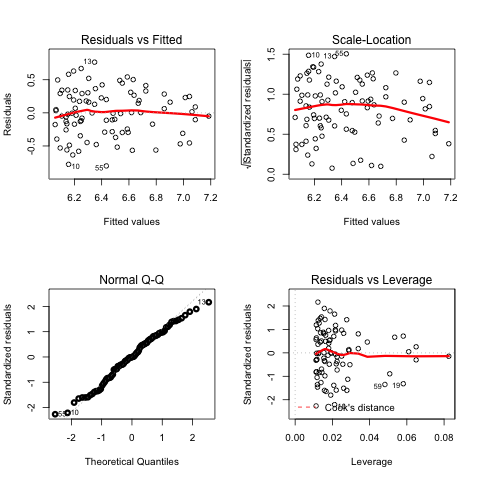 Residuals vs Fitted
Residuals
0.5
0.0
-0.5
13
10
55
6.2 6.4 6.6 6.8 7.0 7.2
Fitted values
Scale-Location
√|Standardized residuals|
1.5
1.0
0.5
0.0
10
13
55
6.2 6.4 6.6 6.8 7.0 7.2
Fitted values
Normal Q-Q
Standardized residuals
2
1
0
-1
-2
13
55
10
-2 -1 0 1 2
Theoretical Quantiles
Residuals vs Leverage
Standardized residuals
2
1
0
-1
-2
59
19
Cook's distance
0.00 0.02 0.04 0.06 0.08
Leverage